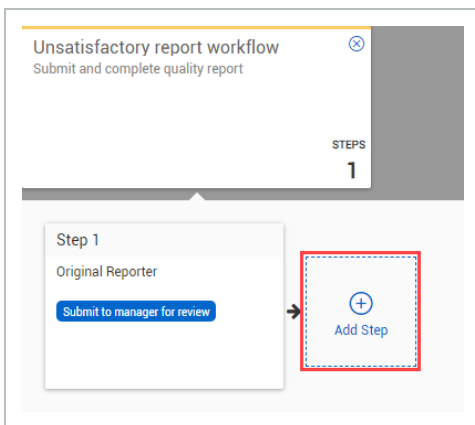 Unsatisfactory report workflow
Submit and complete quality report
STEPS
1
Step 1
Original Reporter
Submit to manager for review
Add Step